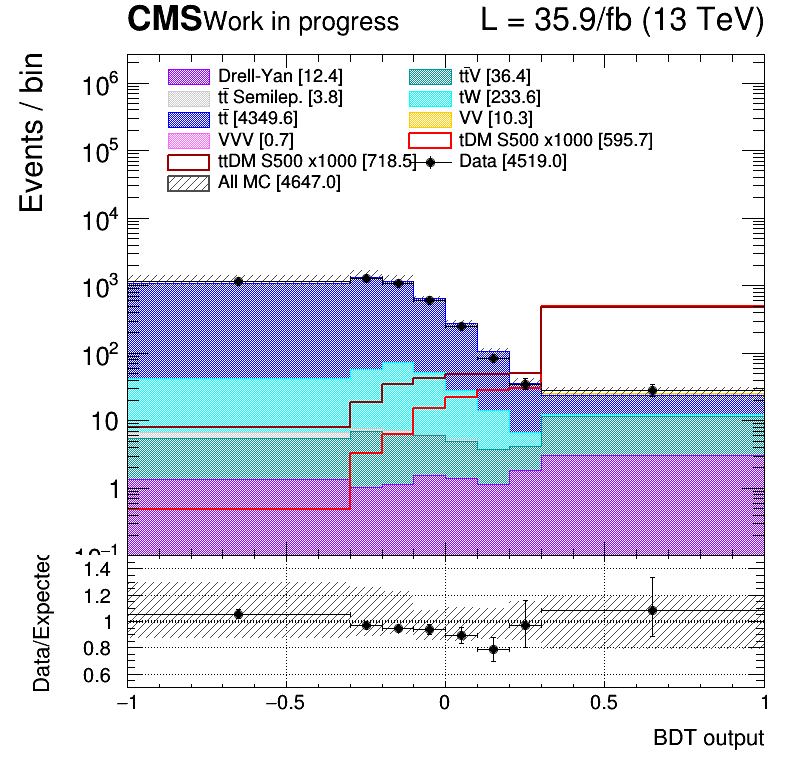 CMS Work in progress L = 35.9/fb (13 TeV)
Events / bin
Drell-Yan [12.4] tt̄V [36.4]
tt̄ Semilep. [3.8] tW [233.6]
tt̄ [4349.6] VV [10.3]
VVV [0.7] tDM S500 x1000 [595.7]
ttDM S500 x1000 [718.5] Data [4519.0]
All MC [4647.0]
10⁶
10⁵
10⁴
10³
10²
10
1
10⁻¹
Data/Expected
1.4
1.2
1
0.8
0.6
−1 −0.5 0 0.5 1
BDT output